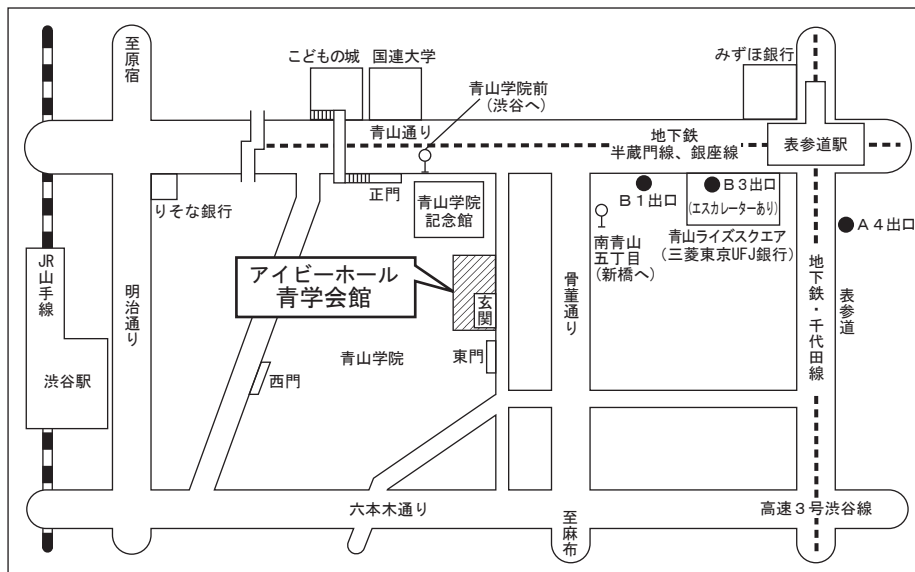 至原宿
こどもの城
国連大学
青山学院前
(渋谷へ)
みずほ銀行
青山通り
地下鉄
半蔵門線、銀座線
表参道駅
りそな銀行
正門
青山学院
記念館
B1出口
B3出口
(エスカレーターあり)
青山ライズスクエア
(三菱東京UFJ銀行)
A4出口
南青山
五丁目
(新橋へ)
JR山手線
明治通り
アイビーホール
青学会館
玄関
骨董通り
地下鉄・千代田線
表参道
渋谷駅
西門
青山学院
東門
六本木通り
至麻布
高速3号渋谷線